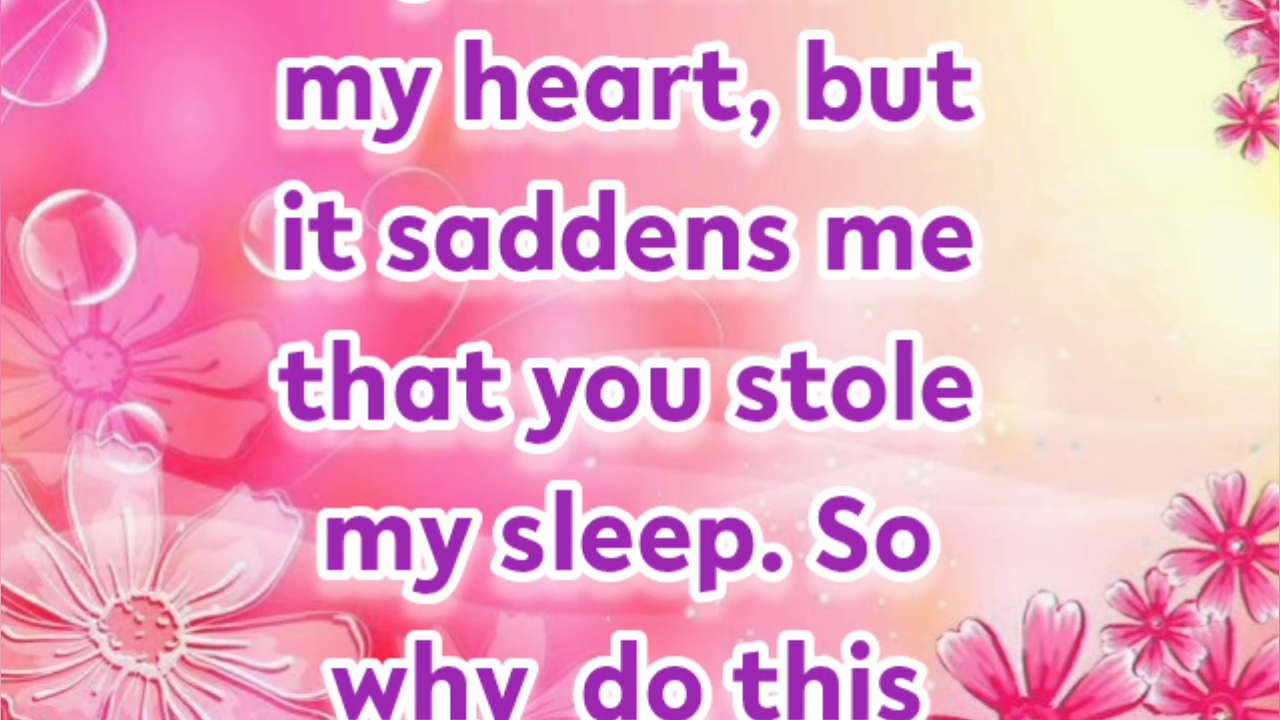 my heart, but
it saddens me
that you stole
my sleep. So
why do this